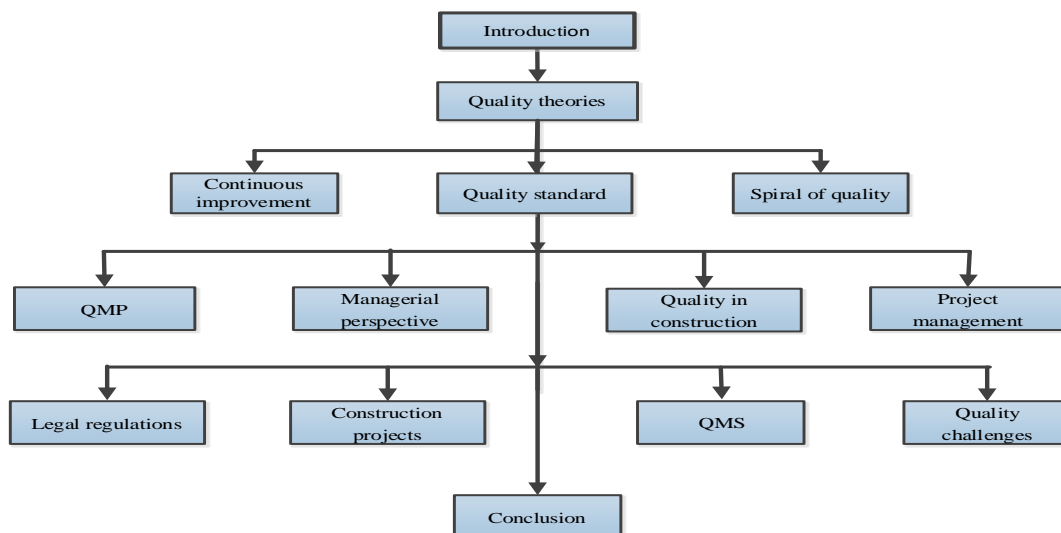 Introduction
Quality theories
Continuous
improvement
Quality standard
Spiral of quality
QMP
Managerial
perspective
Quality in
construction
Project
management
Legal regulations
Construction
projects
QMS
Quality
challenges
Conclusion